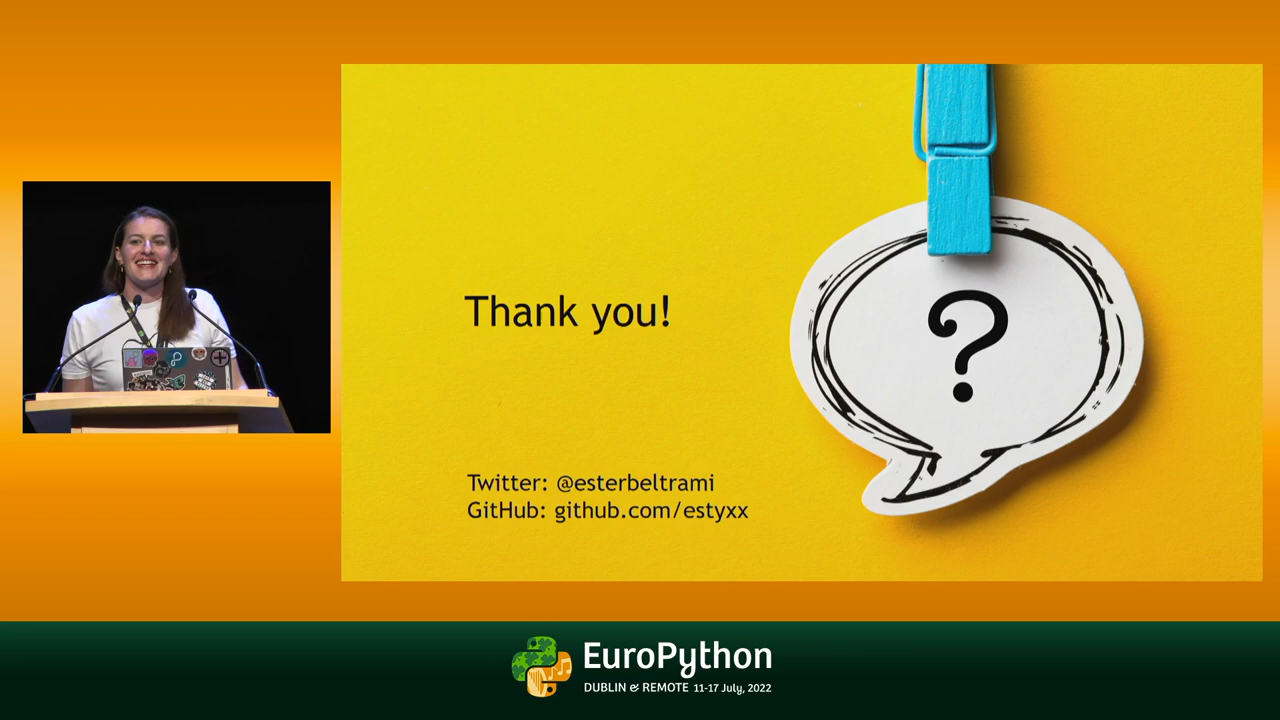 Thank you!
?
Twitter: @esterbeltrami
GitHub: github.com/estyxx
EuroPython
DUBLIN & REMOTE 11-17 July, 2022